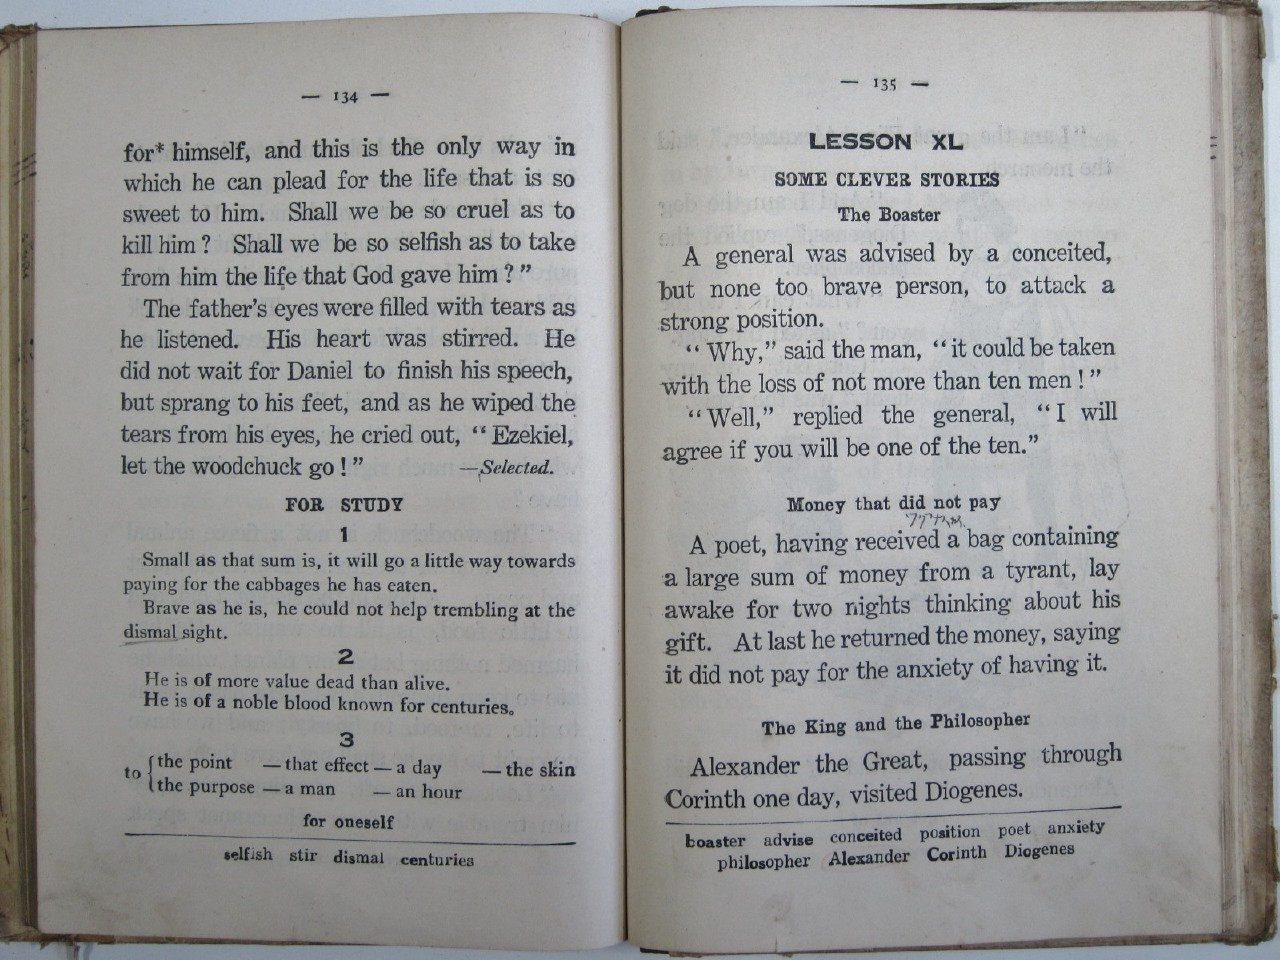 — 134 —
for* himself, and this is the only way in
which he can plead for the life that is so
sweet to him. Shall we be so cruel as to
kill him? Shall we be so selfish as to take
from him the life that God gave him?”
The father’s eyes were filled with tears as
he listened. His heart was stirred. He
did not wait for Daniel to finish his speech,
but sprang to his feet, and as he wiped the
tears from his eyes, he cried out, “Ezekiel,
let the woodchuck go!” —Selected.
FOR STUDY
1
Small as that sum is, it will go a little way towards
paying for the cabbages he has eaten.
Brave as he is, he could not help trembling at the
dismal sight.
2
He is of more value dead than alive.
He is of a noble blood known for centuries.
3
to { the point — that effect — a day — the skin
the purpose — a man — an hour
for oneself
selfish stir dismal centuries
— 135 —
LESSON XL
SOME CLEVER STORIES
The Boaster
A general was advised by a conceited,
but none too brave person, to attack a
strong position.
“Why,” said the man, “it could be taken
with the loss of not more than ten men!”
“Well,” replied the general, “I will
agree if you will be one of the ten.”
Money that did not pay
A poet, having received a bag containing
a large sum of money from a tyrant, lay
awake for two nights thinking about his
gift. At last he returned the money, saying
it did not pay for the anxiety of having it.
The King and the Philosopher
Alexander the Great, passing through
Corinth one day, visited Diogenes.
boaster advise conceited position poet anxiety
philosopher Alexander Corinth Diogenes